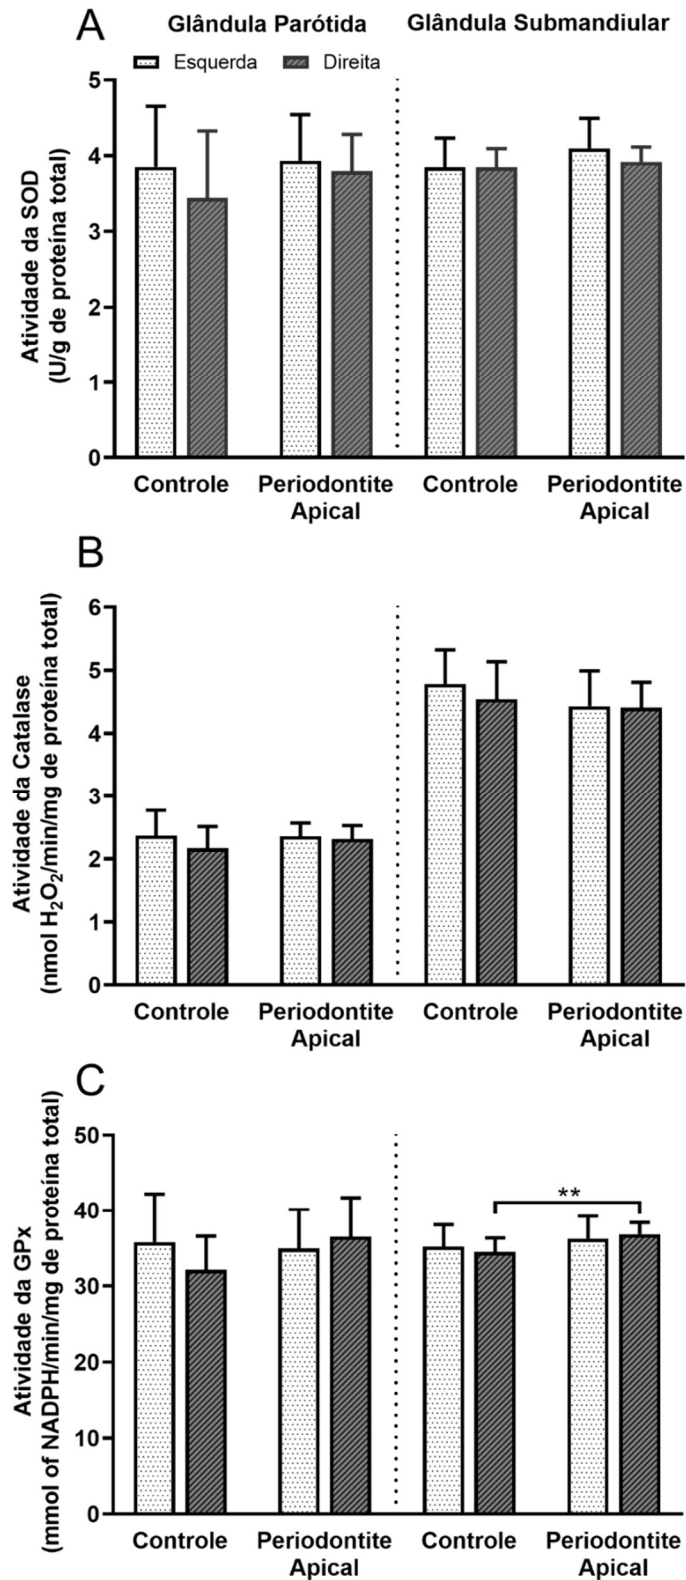 A
Glândula Parótida
Glândula Submandiular
Esquerda
Direita
Atividade da SOD
(U/g de proteína total)
5
4
3
2
1
0
Controle
Periodontite
Apical
Controle
Periodontite
Apical
B
Atividade da Catalase
(nmol H₂O₂/min/mg de proteína total)
6
5
4
3
2
1
0
Controle
Periodontite
Apical
Controle
Periodontite
Apical
C
Atividade da GPx
(mmol of NADPH/min/mg de proteína total)
50
40
30
20
10
0
**
Controle
Periodontite
Apical
Controle
Periodontite
Apical